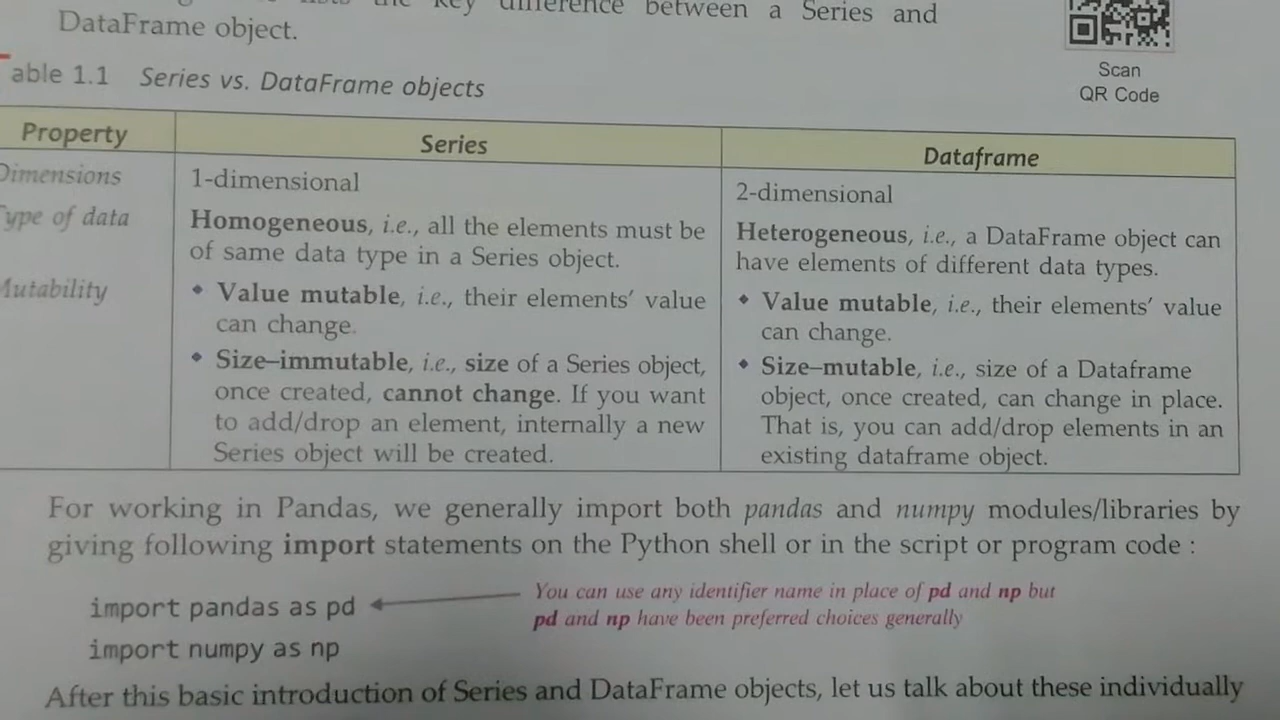 the key difference between a Series and
DataFrame object.
Scan
QR Code
able 1.1 Series vs. DataFrame objects
Property Series Dataframe
Dimensions 1-dimensional 2-dimensional
Type of data Homogeneous, i.e., all the elements must be
of same data type in a Series object.
Heterogeneous, i.e., a DataFrame object can
have elements of different data types.
Mutability
◆ Value mutable, i.e., their elements' value
can change.
◆ Size–immutable, i.e., size of a Series object,
once created, cannot change. If you want
to add/drop an element, internally a new
Series object will be created.
◆ Value mutable, i.e., their elements' value
can change.
◆ Size–mutable, i.e., size of a Dataframe
object, once created, can change in place.
That is, you can add/drop elements in an
existing dataframe object.
For working in Pandas, we generally import both pandas and numpy modules/libraries by
giving following import statements on the Python shell or in the script or program code :
import pandas as pd
You can use any identifier name in place of pd and np but
pd and np have been preferred choices generally
import numpy as np
After this basic introduction of Series and DataFrame objects, let us talk about these individually